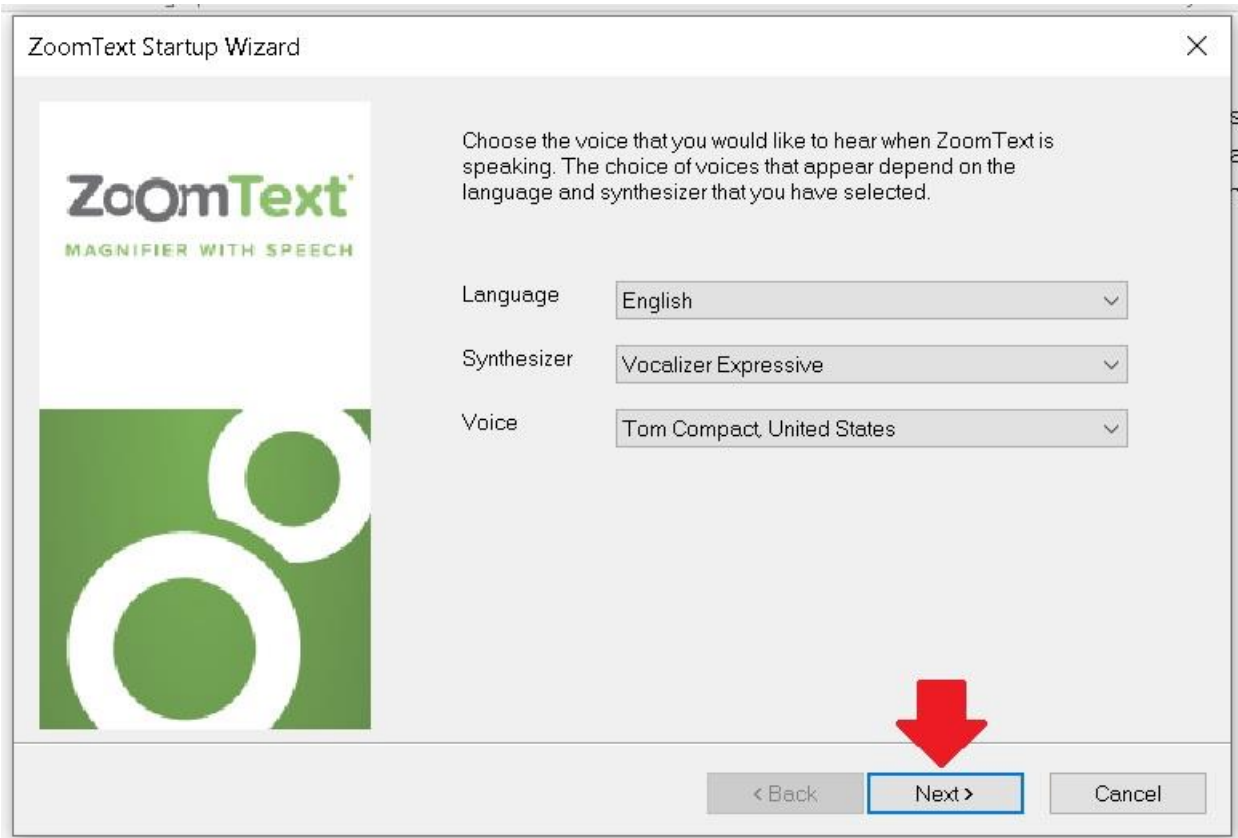 ZoomText Startup Wizard
ZoomText
MAGNIFIER WITH SPEECH
Choose the voice that you would like to hear when ZoomText is
speaking. The choice of voices that appear depend on the
language and synthesizer that you have selected.
Language English
Synthesizer Vocalizer Expressive
Voice Tom Compact, United States
< Back Next > Cancel